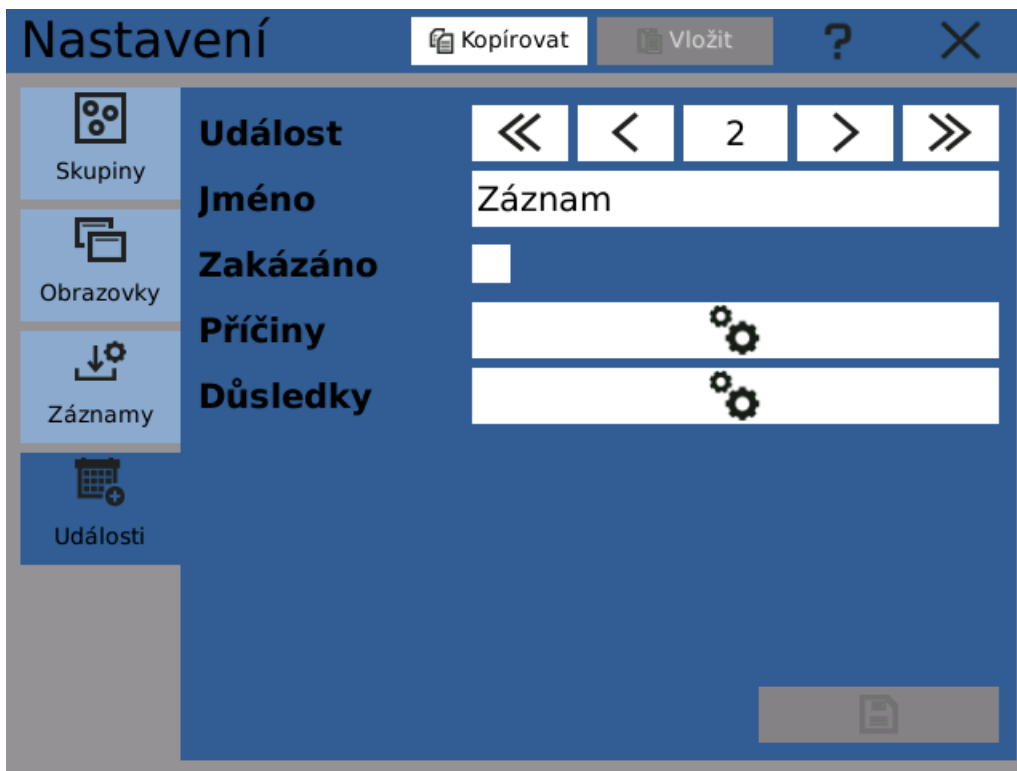 Nastavení Kopírovat Vložit ?
Skupiny
Událost 2
Jméno Záznam
Obrazovky
Zakázáno
Příčiny
Záznamy
Důsledky
Události